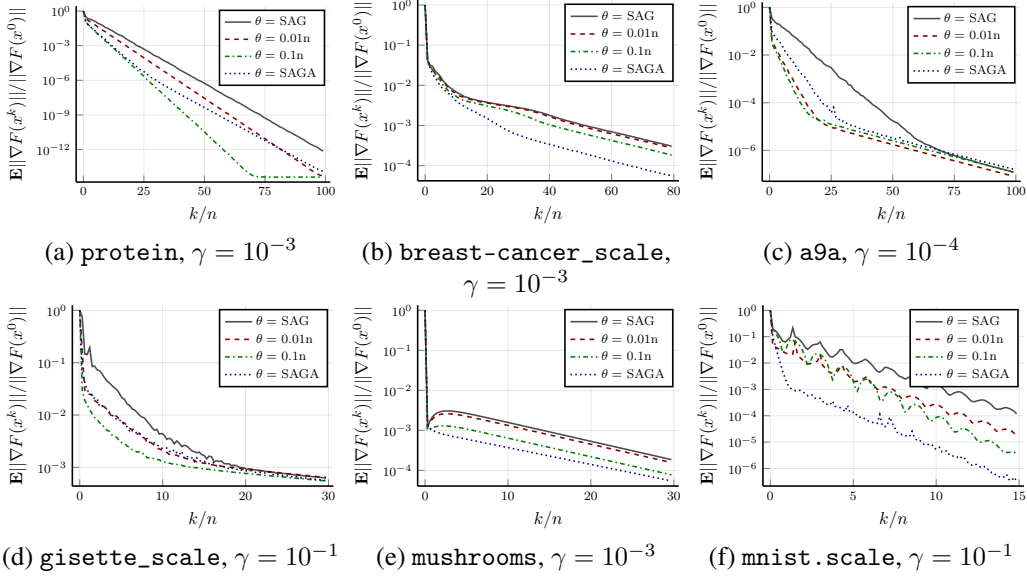 E||∇F(x^k)||/||∇F(x^0)||
10^0
10^−3
10^−6
10^−9
10^−12
θ = SAG
θ = 0.01n
θ = 0.1n
θ = SAGA
0 25 50 75 100
k/n
(a) protein, γ = 10^−3
E||∇F(x^k)||/||∇F(x^0)||
10^0
10^−1
10^−2
10^−3
10^−4
θ = SAG
θ = 0.01n
θ = 0.1n
θ = SAGA
0 20 40 60 80
k/n
(b) breast-cancer_scale,
γ = 10^−3
E||∇F(x^k)||/||∇F(x^0)||
10^0
10^−2
10^−4
10^−6
θ = SAG
θ = 0.01n
θ = 0.1n
θ = SAGA
0 25 50 75 100
k/n
(c) a9a, γ = 10^−4
E||∇F(x^k)||/||∇F(x^0)||
10^0
10^−1
10^−2
10^−3
θ = SAG
θ = 0.01n
θ = 0.1n
θ = SAGA
0 10 20 30
k/n
(d) gisette_scale, γ = 10^−1
E||∇F(x^k)||/||∇F(x^0)||
10^0
10^−1
10^−2
10^−3
10^−4
θ = SAG
θ = 0.01n
θ = 0.1n
θ = SAGA
0 10 20 30
k/n
(e) mushrooms, γ = 10^−3
E||∇F(x^k)||/||∇F(x^0)||
10^0
10^−1
10^−2
10^−3
10^−4
10^−5
10^−6
θ = SAG
θ = 0.01n
θ = 0.1n
θ = SAGA
0 5 10 15
k/n
(f) mnist.scale, γ = 10^−1